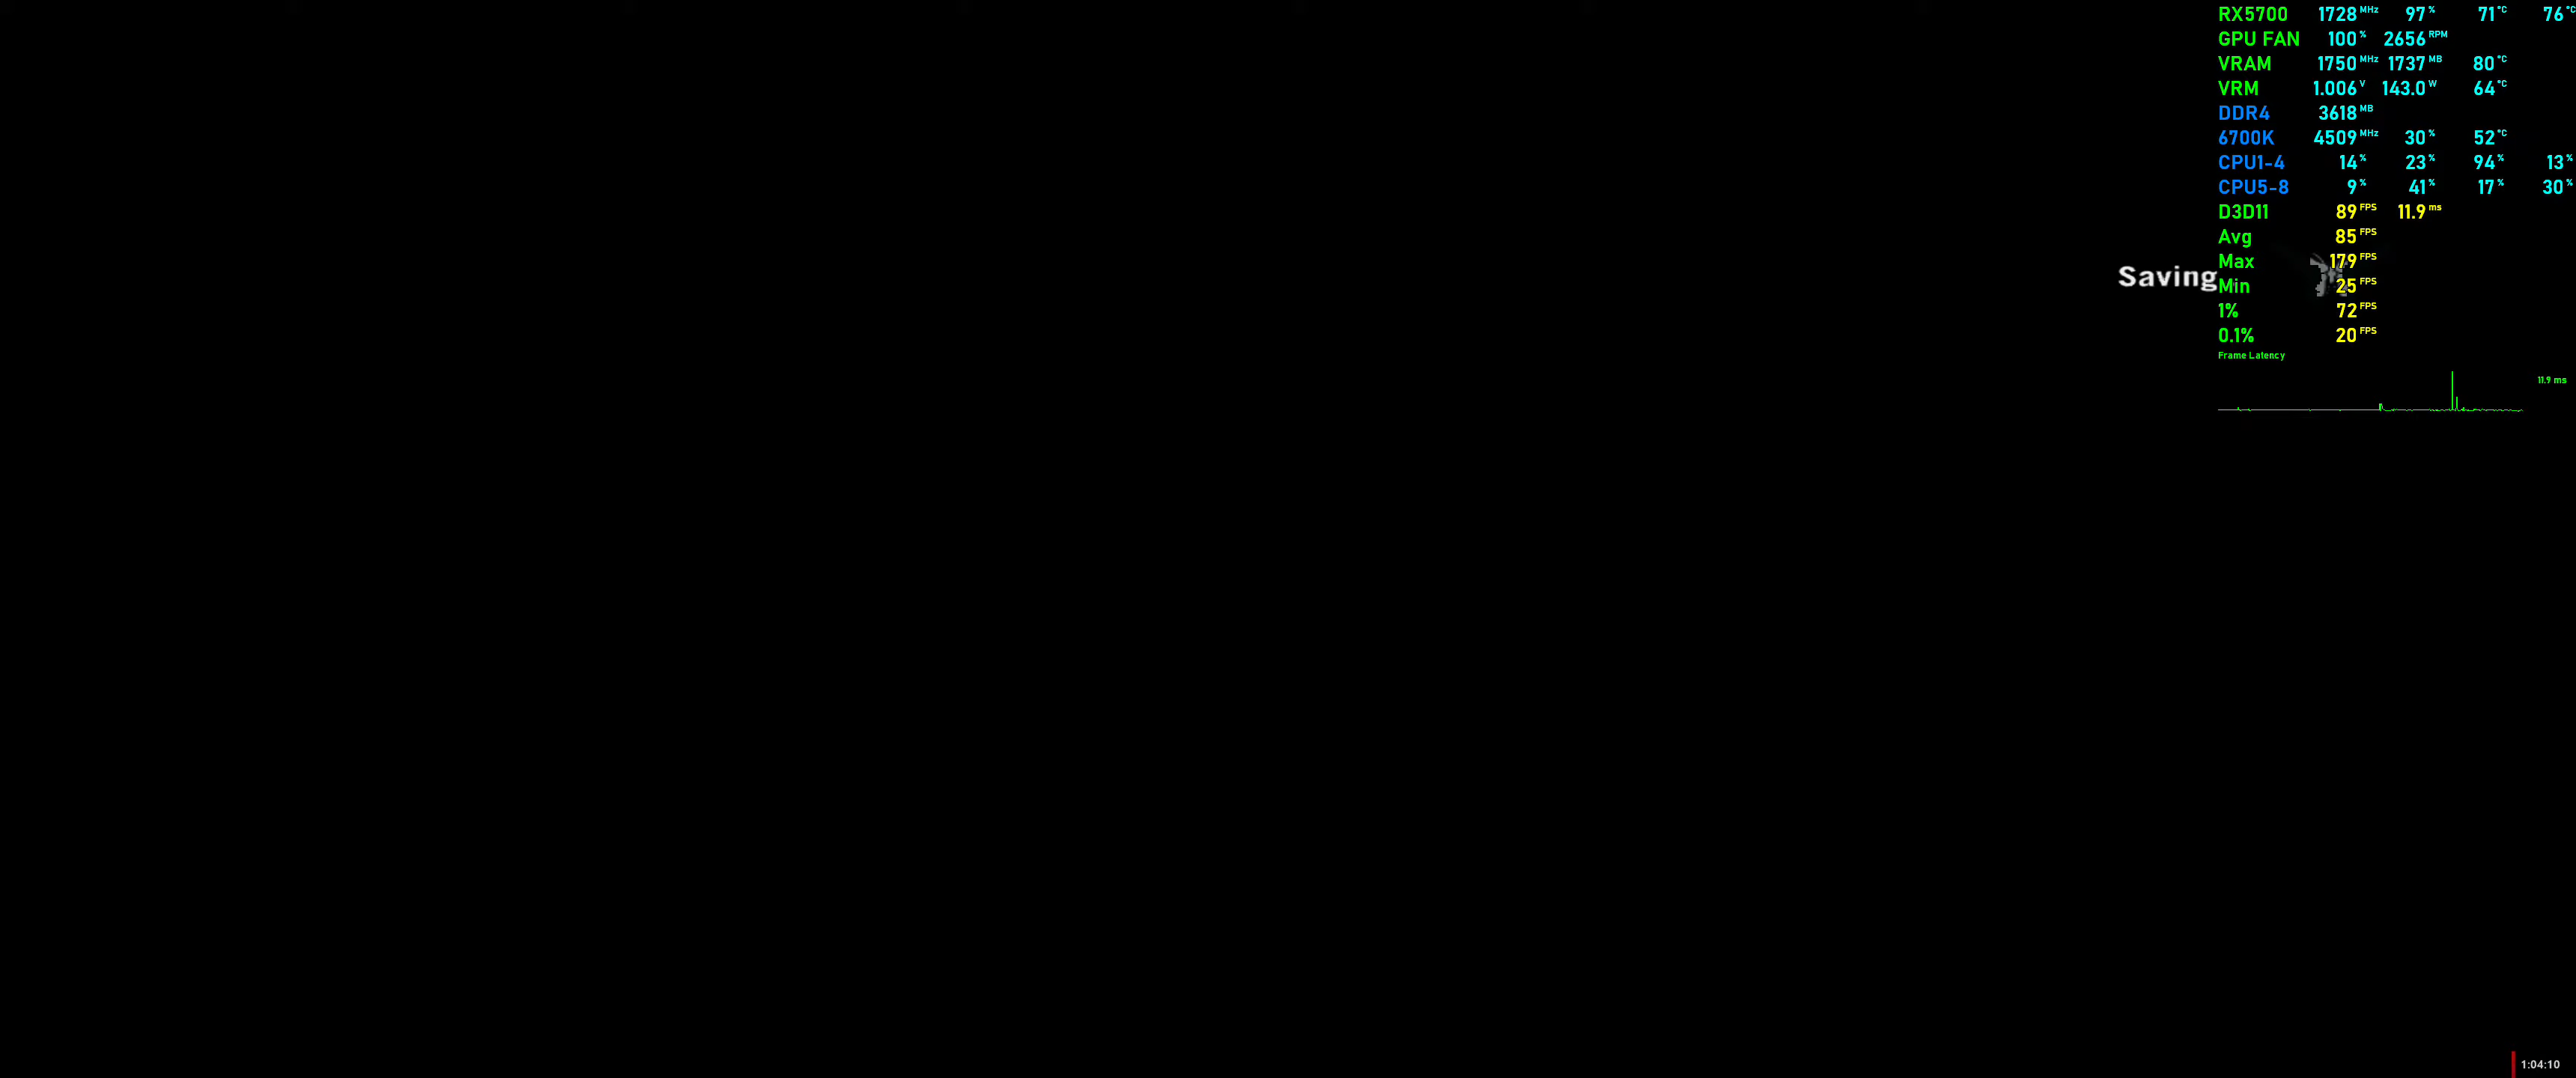 RX5700 1728 MHz 97 % 71 °C 76 °C
GPU FAN 100 % 2656 RPM
VRAM 1750 MHz 1737 MB 80 °C
VRM 1.006 V 143.0 W 64 °C
DDR4 3618 MB
6700K 4509 MHz 30 % 52 °C
CPU1-4 14 % 23 % 94 % 13 %
CPU5-8 9 % 41 % 17 % 30 %
D3D11 89 FPS 11.9 ms
Avg 85 FPS
Max 179 FPS
Saving
Min 25 FPS
1% 72 FPS
0.1% 20 FPS
Frame Latency
11.9 ms
1:04:10